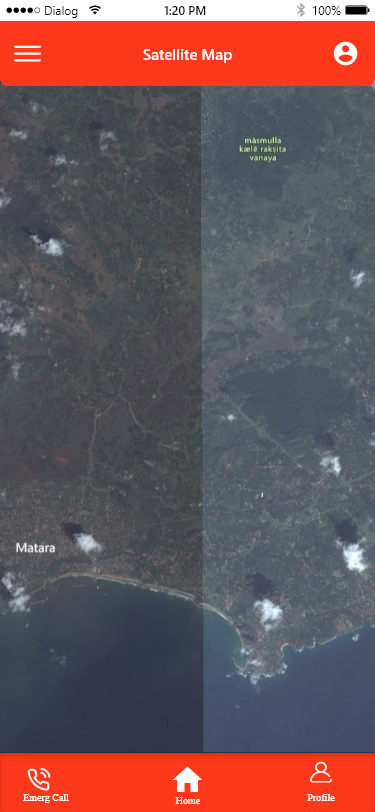 Dialog
1:20 PM
100%
Satellite Map
māsmulla
kælē rakṣita
vanaya
Matara
Emerg Call
Home
Profile